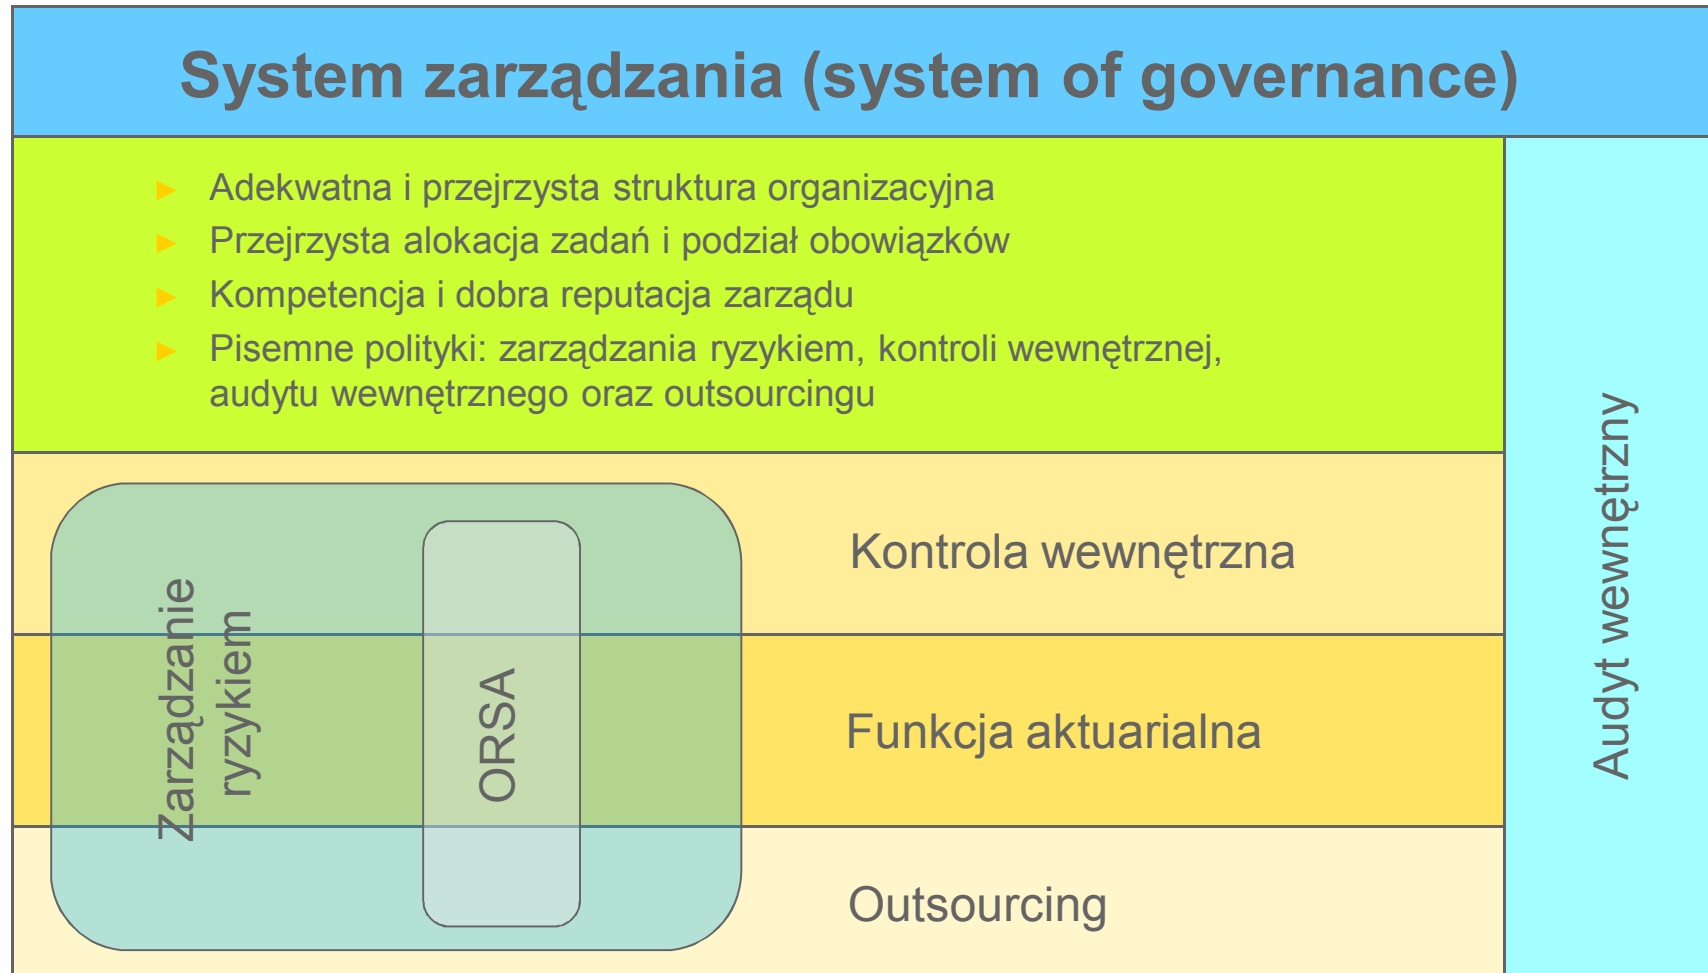 System zarządzania (system of governance)
► Adekwatna i przejrzysta struktura organizacyjna
► Przejrzysta alokacja zadań i podział obowiązków
► Kompetencja i dobra reputacja zarządu
► Pisemne polityki: zarządzania ryzykiem, kontroli wewnętrznej,
audytu wewnętrznego oraz outsourcingu
Zarządzanie
ryzykiem
ORSA
Kontrola wewnętrzna
Funkcja aktuarialna
Outsourcing
Audyt wewnętrzny